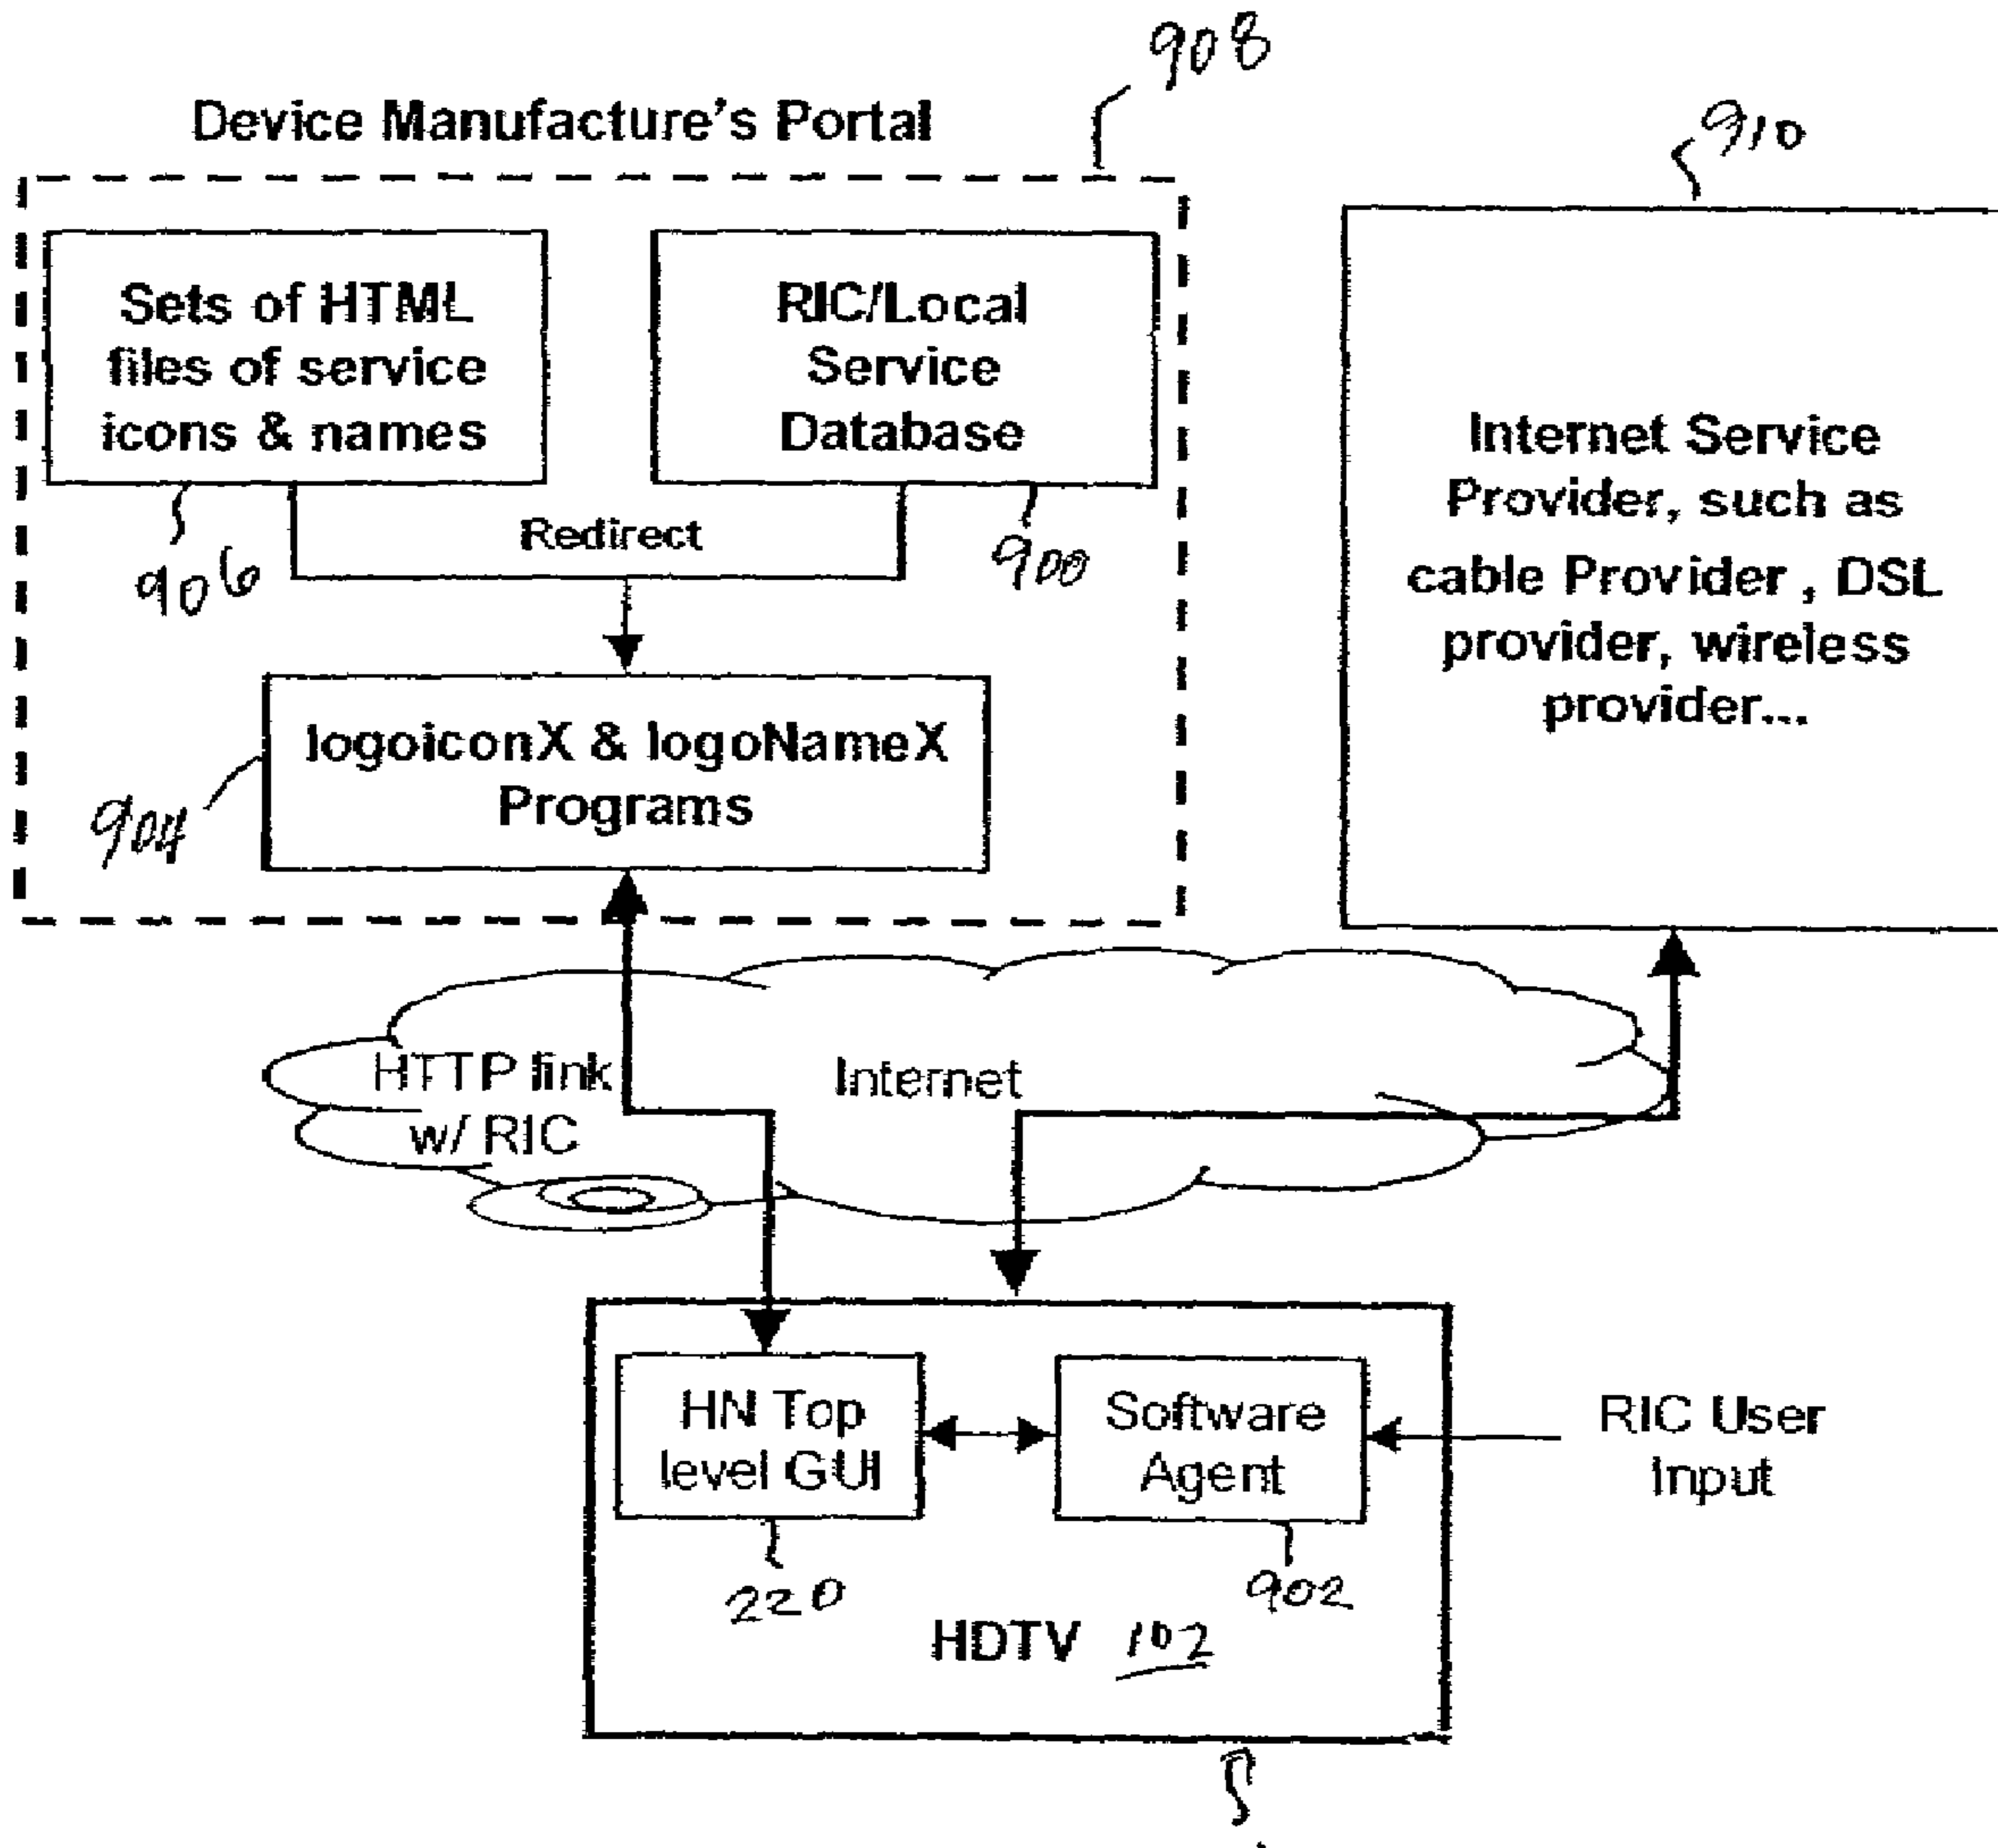 908
Device Manufacture's Portal
910
Sets of HTML
files of service
icons & names
RIC/Local
Service
Database
Internet Service
Provider, such as
cable Provider , DSL
provider, wireless
provider...
Redirect
906
900
logoiconX & logoNameX
Programs
904
HTTP link
w/ RIC
Internet
HN Top
level GUI
Software
Agent
RIC User
Input
220
902
HDTV 102